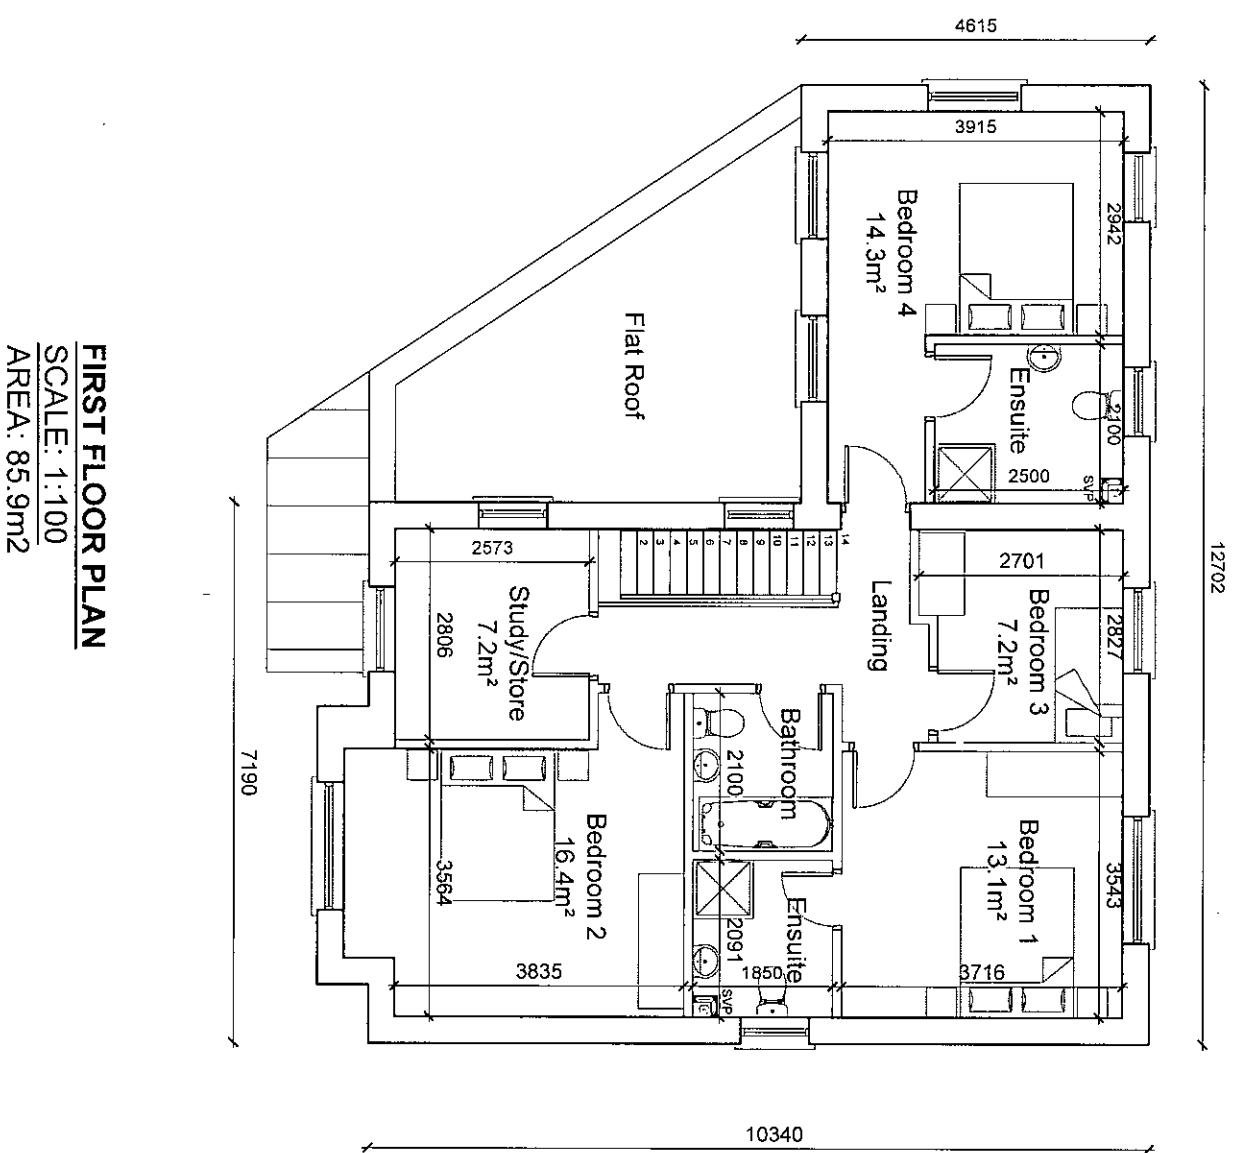 4615
12702
3915
Bedroom 4
14.3m²
2942
Flat Roof
Ensuite
2100
2500
SVP
2573
2
3
4
5
6
7
8
9
10
11
12
13
14
Landing
2701
Bedroom 3
7.2m²
2827
Study/Store
7.2m²
2806
Bathroom
2100
Bedroom 2
16.4m²
3564
3835
Ensuite
2091
1850
SVP
Bedroom 1
13.1m²
3543
3716
7190
10340
FIRST FLOOR PLAN
SCALE: 1:100
AREA: 85.9m2